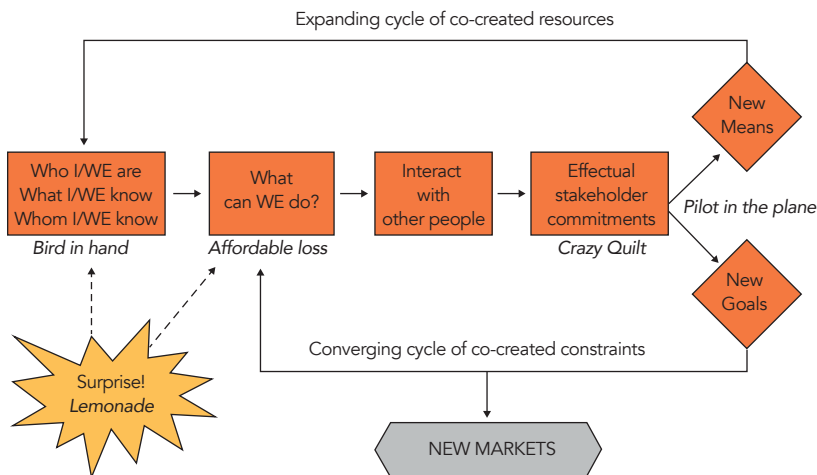 Expanding cycle of co-created resources
New
Means
Who I/WE are
What I/WE know
Whom I/WE know
Bird in hand
What
can WE do?
Affordable loss
Interact
with
other people
Effectual
stakeholder
commitments
Crazy Quilt
Pilot in the plane
New
Goals
Converging cycle of co-created constraints
Surprise!
Lemonade
NEW MARKETS